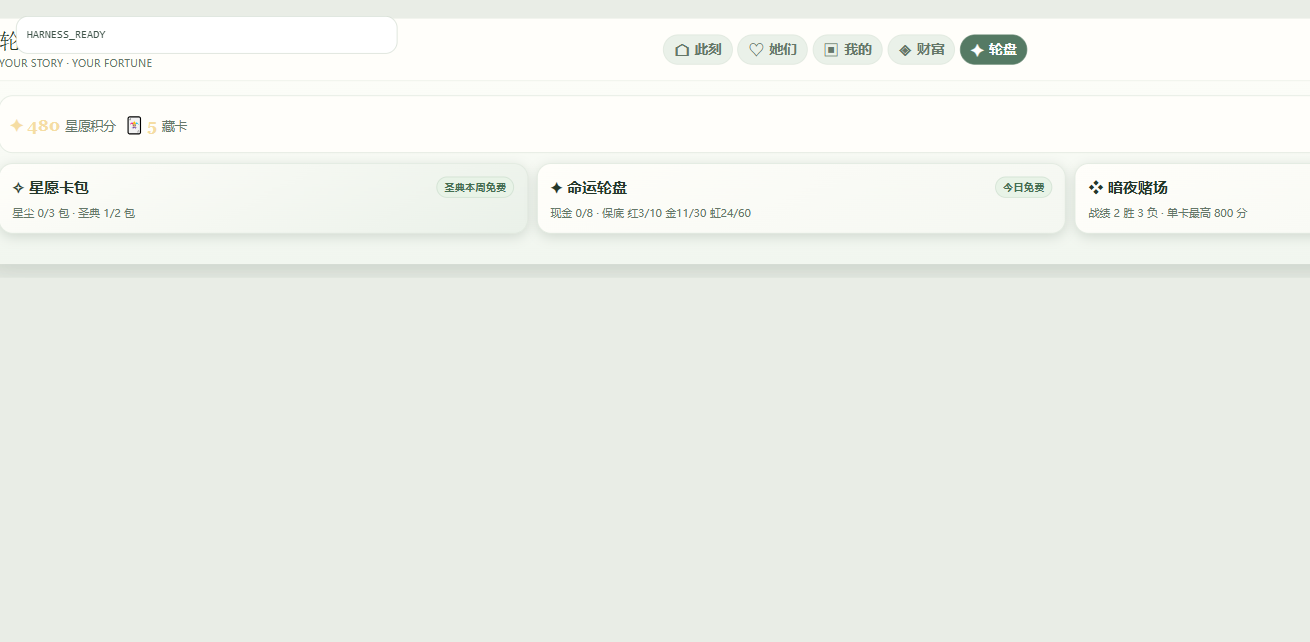 轮
HARNESS_READY
YOUR STORY · YOUR FORTUNE
此刻
她们
我的
财富
轮盘
480 星愿积分 5 藏卡
星愿卡包
圣典本周免费
星尘 0/3 包 · 圣典 1/2 包
命运轮盘
今日免费
现金 0/8 · 保底 红3/10 金11/30 虹24/60
暗夜赌场
战绩 2 胜 3 负 · 单卡最高 800 分